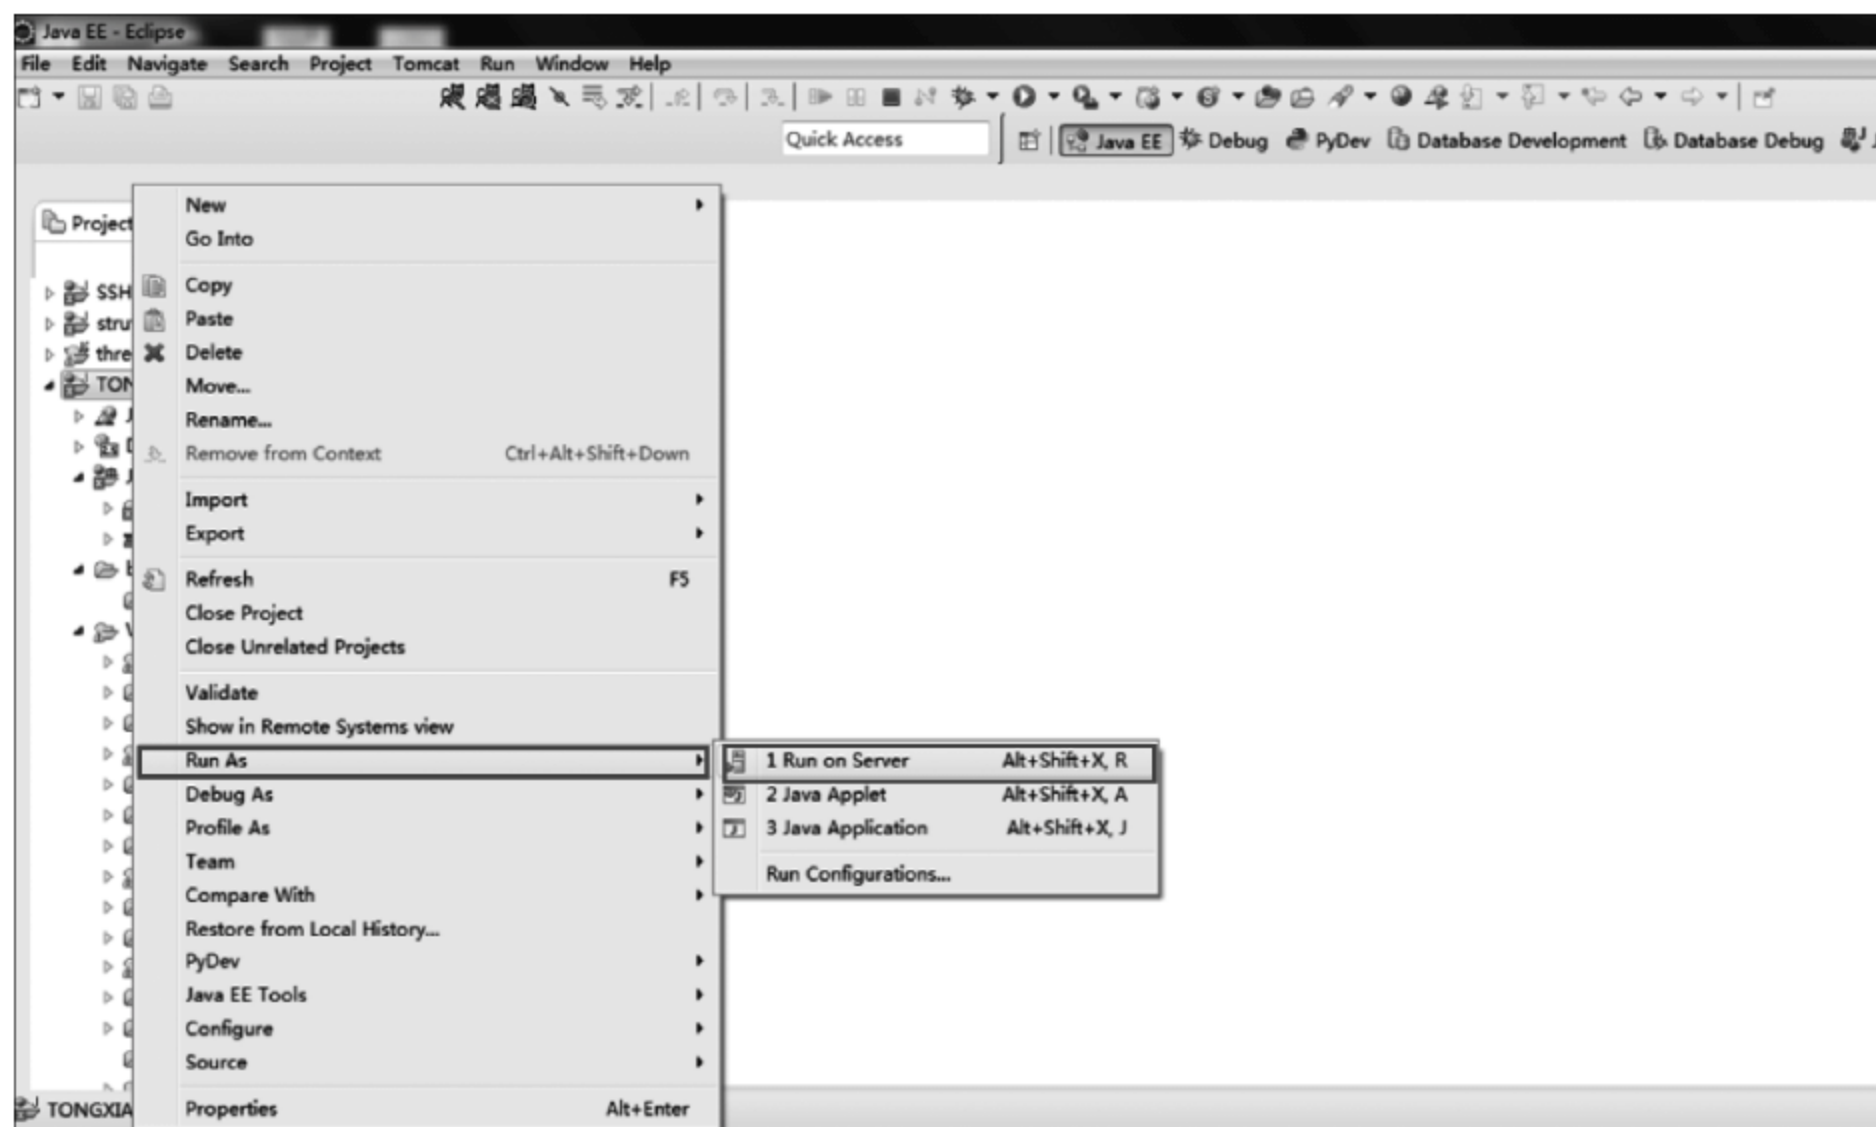 Java EE - Eclipse
File Edit Navigate Search Project Tomcat Run Window Help
Quick Access Java EE Debug PyDev Database Development Database Debug
Project
SSH
stru
thre
TON
New
Go Into
Copy
Paste
Delete
Move...
Rename...
Remove from Context Ctrl+Alt+Shift+Down
Import
Export
Refresh F5
Close Project
Close Unrelated Projects
Validate
Show in Remote Systems view
Run As
Debug As
Profile As
Team
Compare With
Restore from Local History...
PyDev
Java EE Tools
Configure
Source
Properties Alt+Enter
1 Run on Server Alt+Shift+X, R
2 Java Applet Alt+Shift+X, A
3 Java Application Alt+Shift+X, J
Run Configurations...
TONGXIA